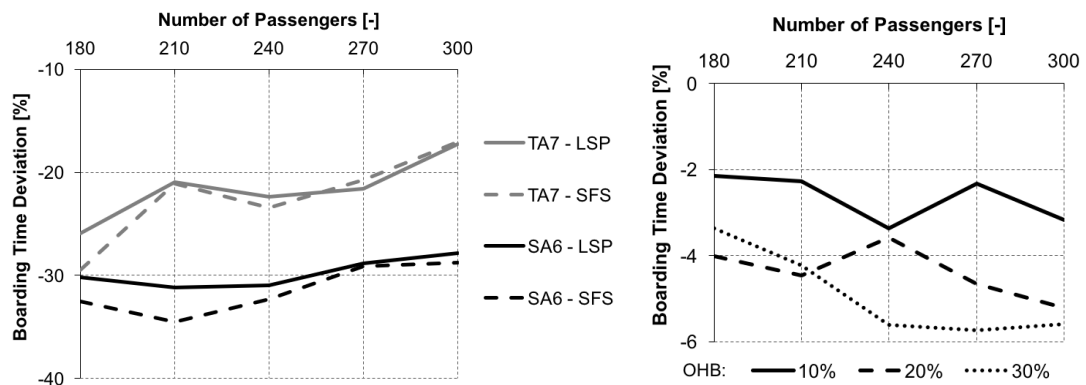 Number of Passengers [-]
180 210 240 270 300
Boarding Time Deviation [%]
-10
-20
-30
-40
TA7 - LSP
TA7 - SFS
SA6 - LSP
SA6 - SFS
Number of Passengers [-]
180 210 240 270 300
Boarding Time Deviation [%]
0
-2
-4
-6
OHB: 10% 20% 30%